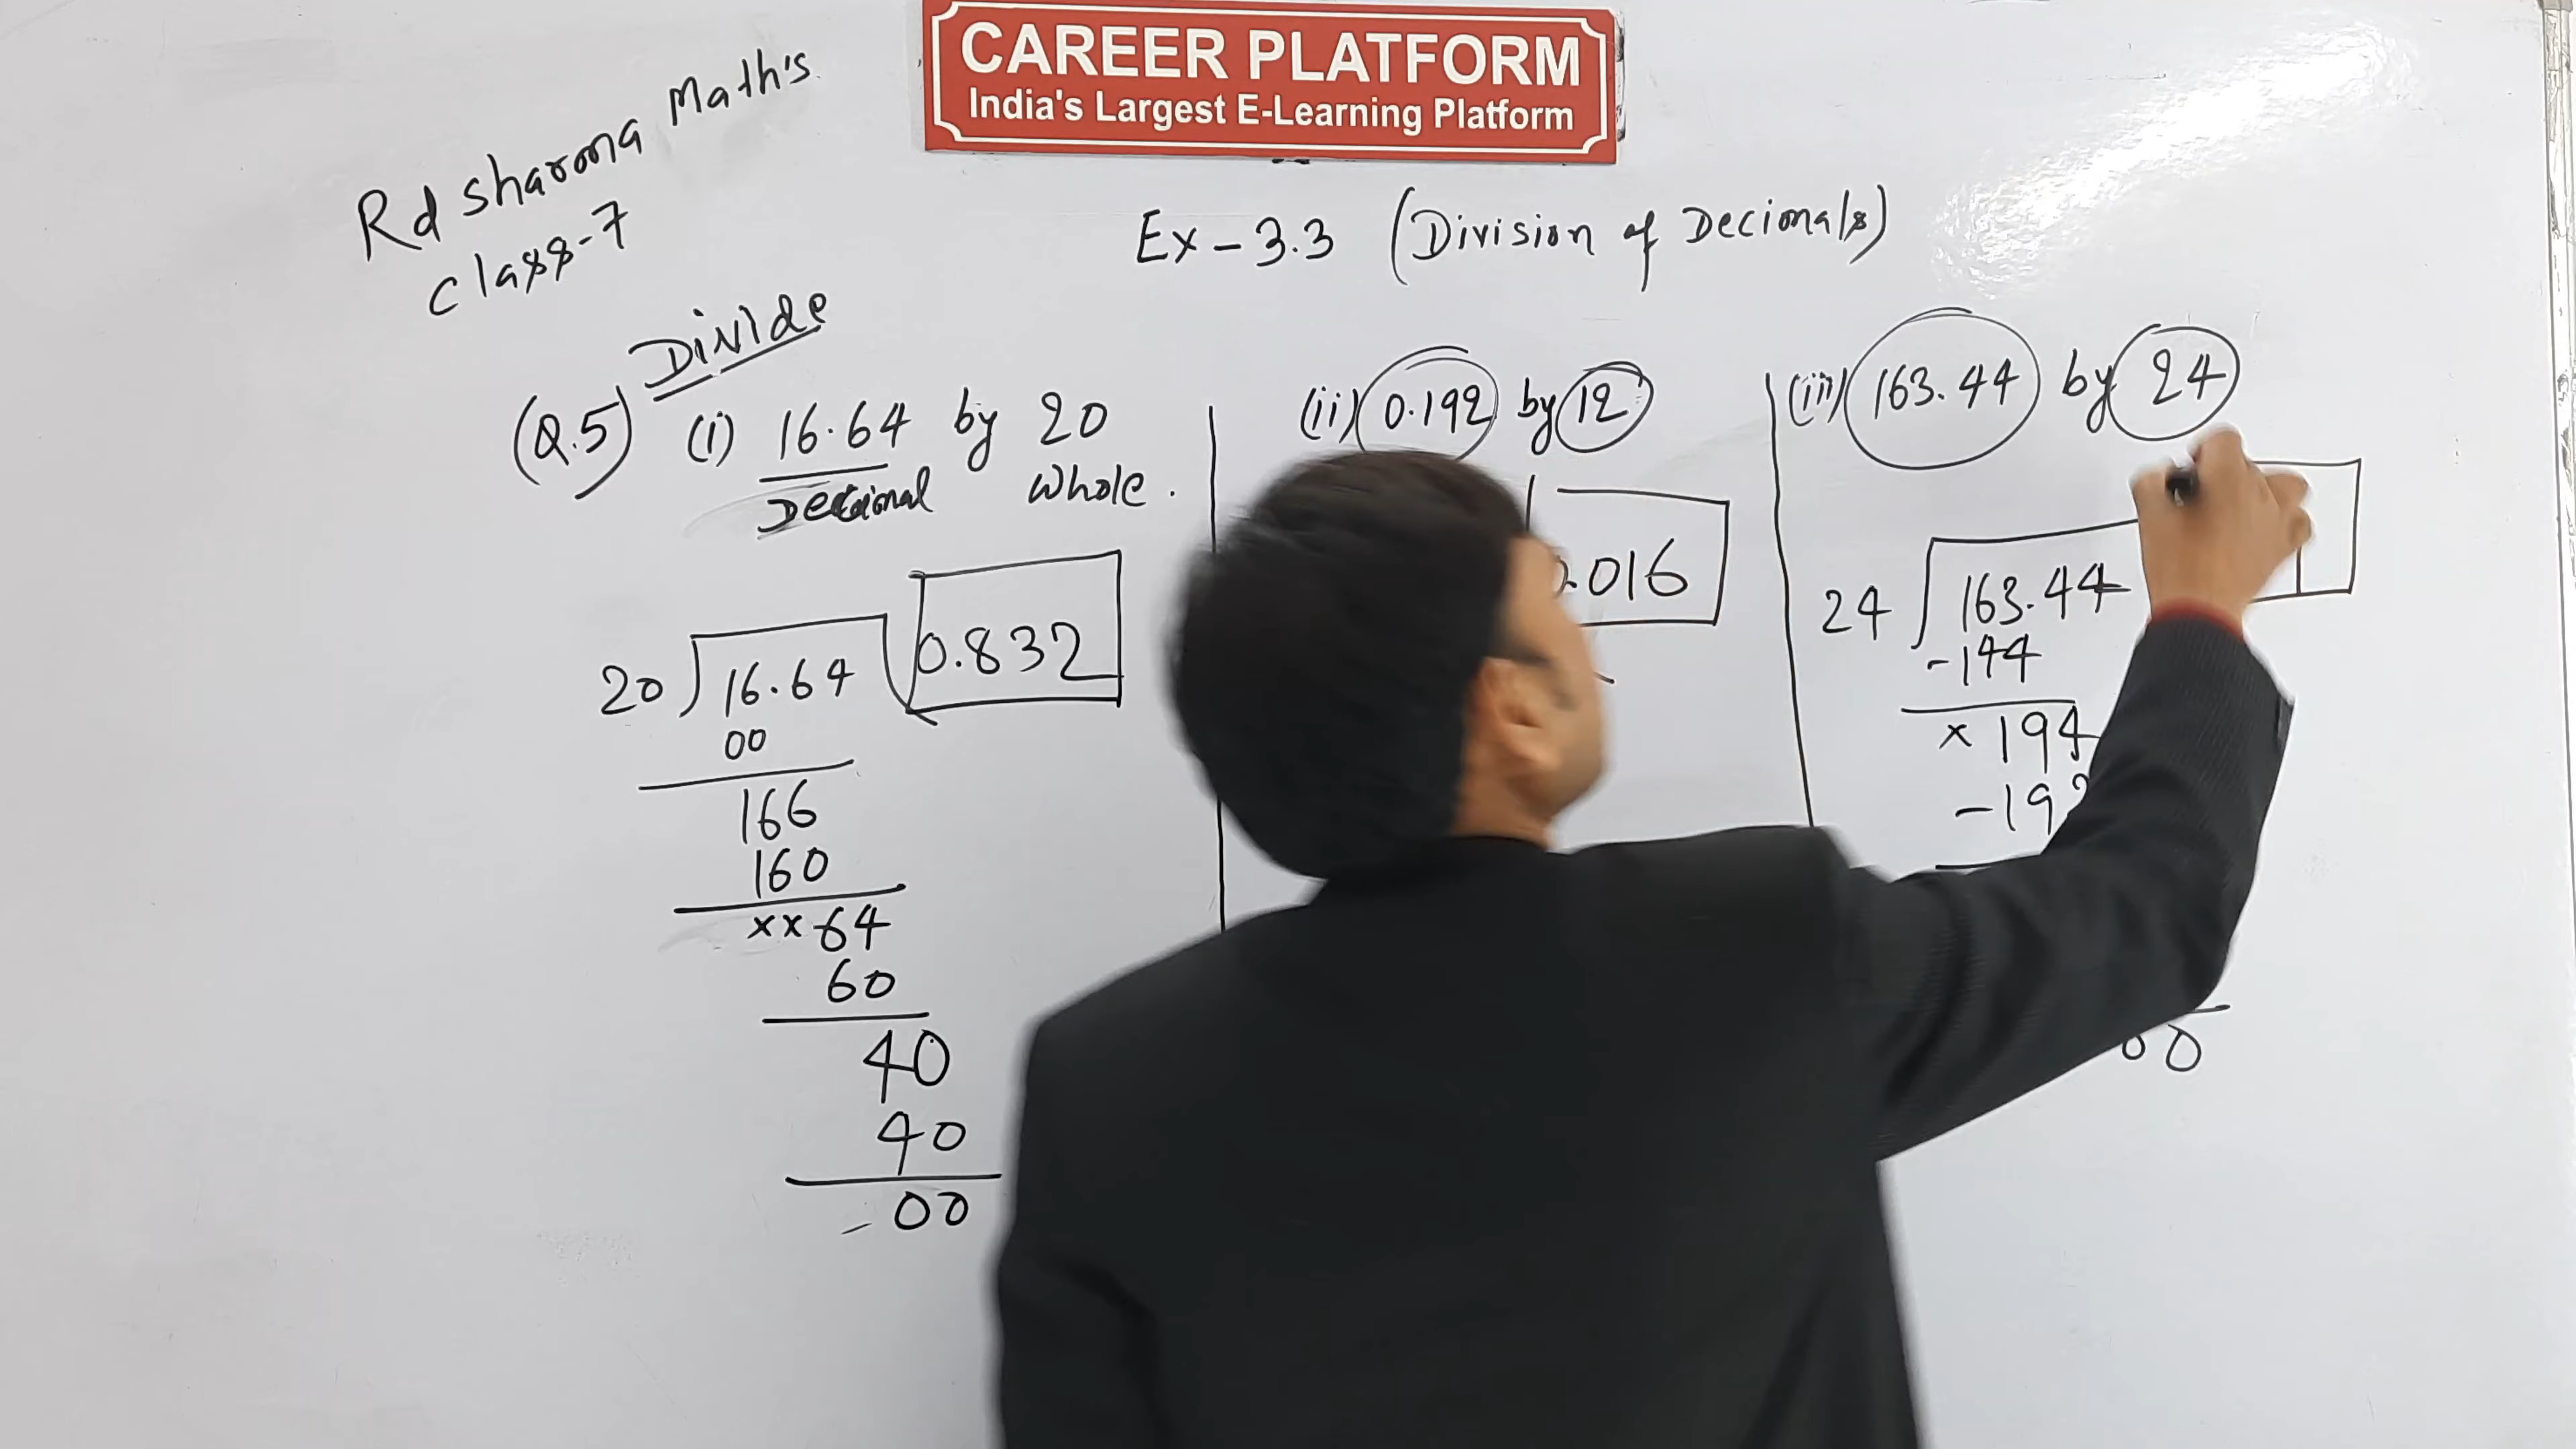 CAREER PLATFORM
India's Largest E-Learning Platform
Rd sharma Math's
Class-7
Ex-3.3 (Division of Decimals)
(Q.5) Divide
(i) 16.64 by 20
Decimal Whole.
20 16.64 0.832
00
166
160
xx64
60
40
40
00
(ii) 0.192 by 12
.016
(iii) 163.44 by 24
24 163.44
-144
x 194
-19
00